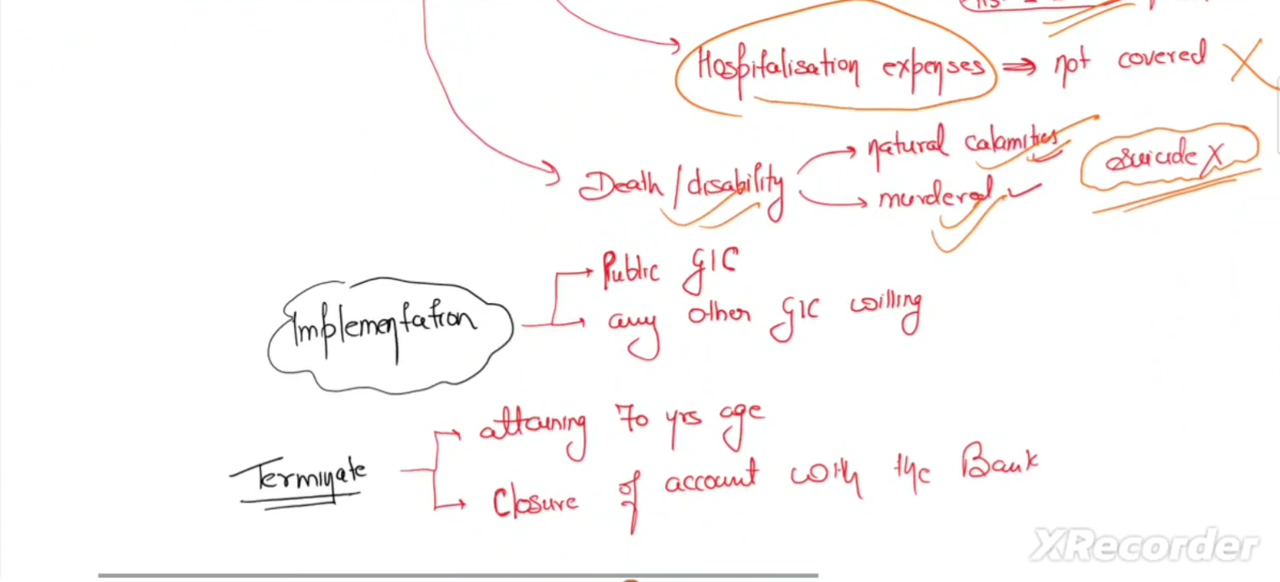 Hospitalisation expenses ⇒ not covered X
natural calamities
suicide X
Death/disability
murdered ✓
Public GIC
Implementation
any other GIC willing
attaining 70 yrs age
Terminate
Closure of account with the Bank
XRecorder